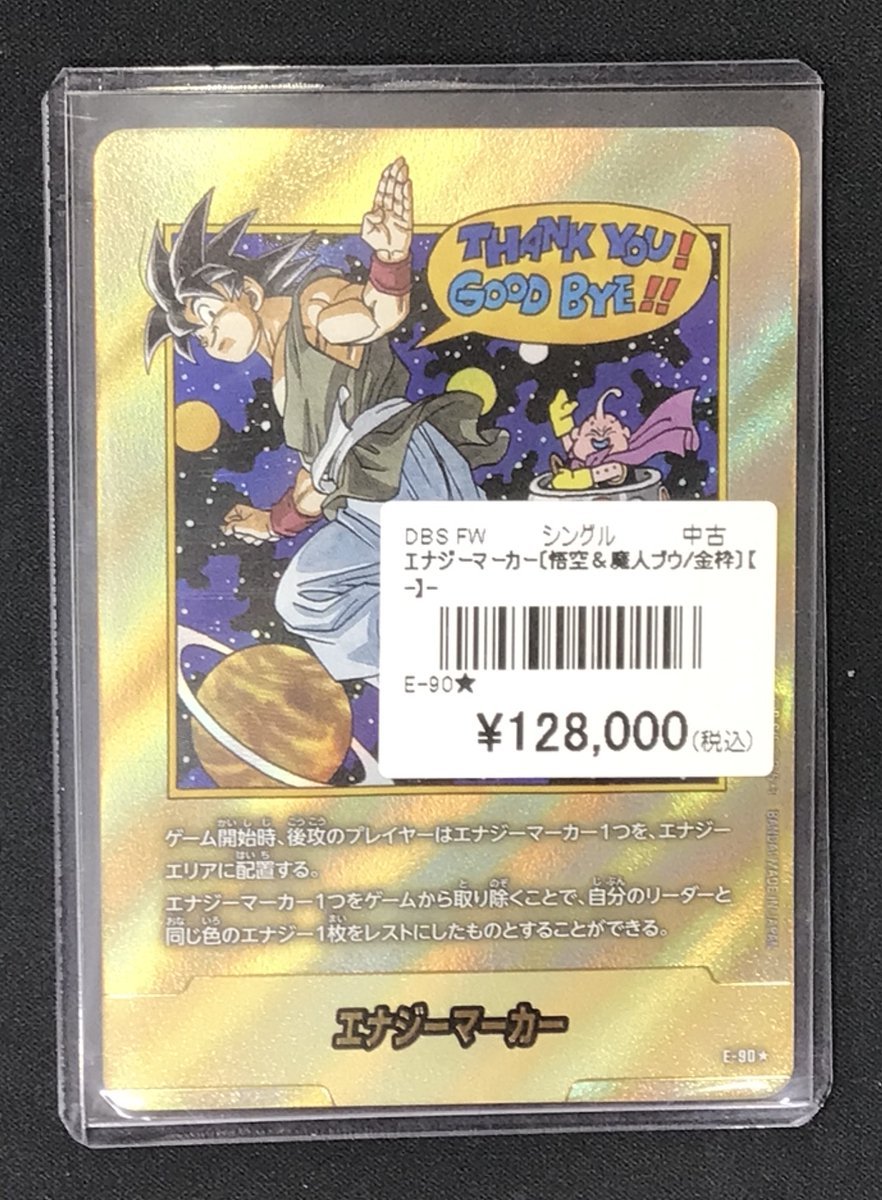 THANK YOU!
GOOD BYE!!
DBS FW シングル 中古
エナジーマーカー〔悟空&魔人ブウ/金枠〕【
-】-
E-90★
¥128,000(税込)
ゲーム開始時、後攻のプレイヤーはエナジーマーカー1つを、エナジー
エリアに配置する。
エナジーマーカー1つをゲームから取り除くことで、自分のリーダーと
同じ色のエナジー1枚をレストにしたものとすることができる。
エナジーマーカー
E-90★
BANDAI MADE IN JAPAN